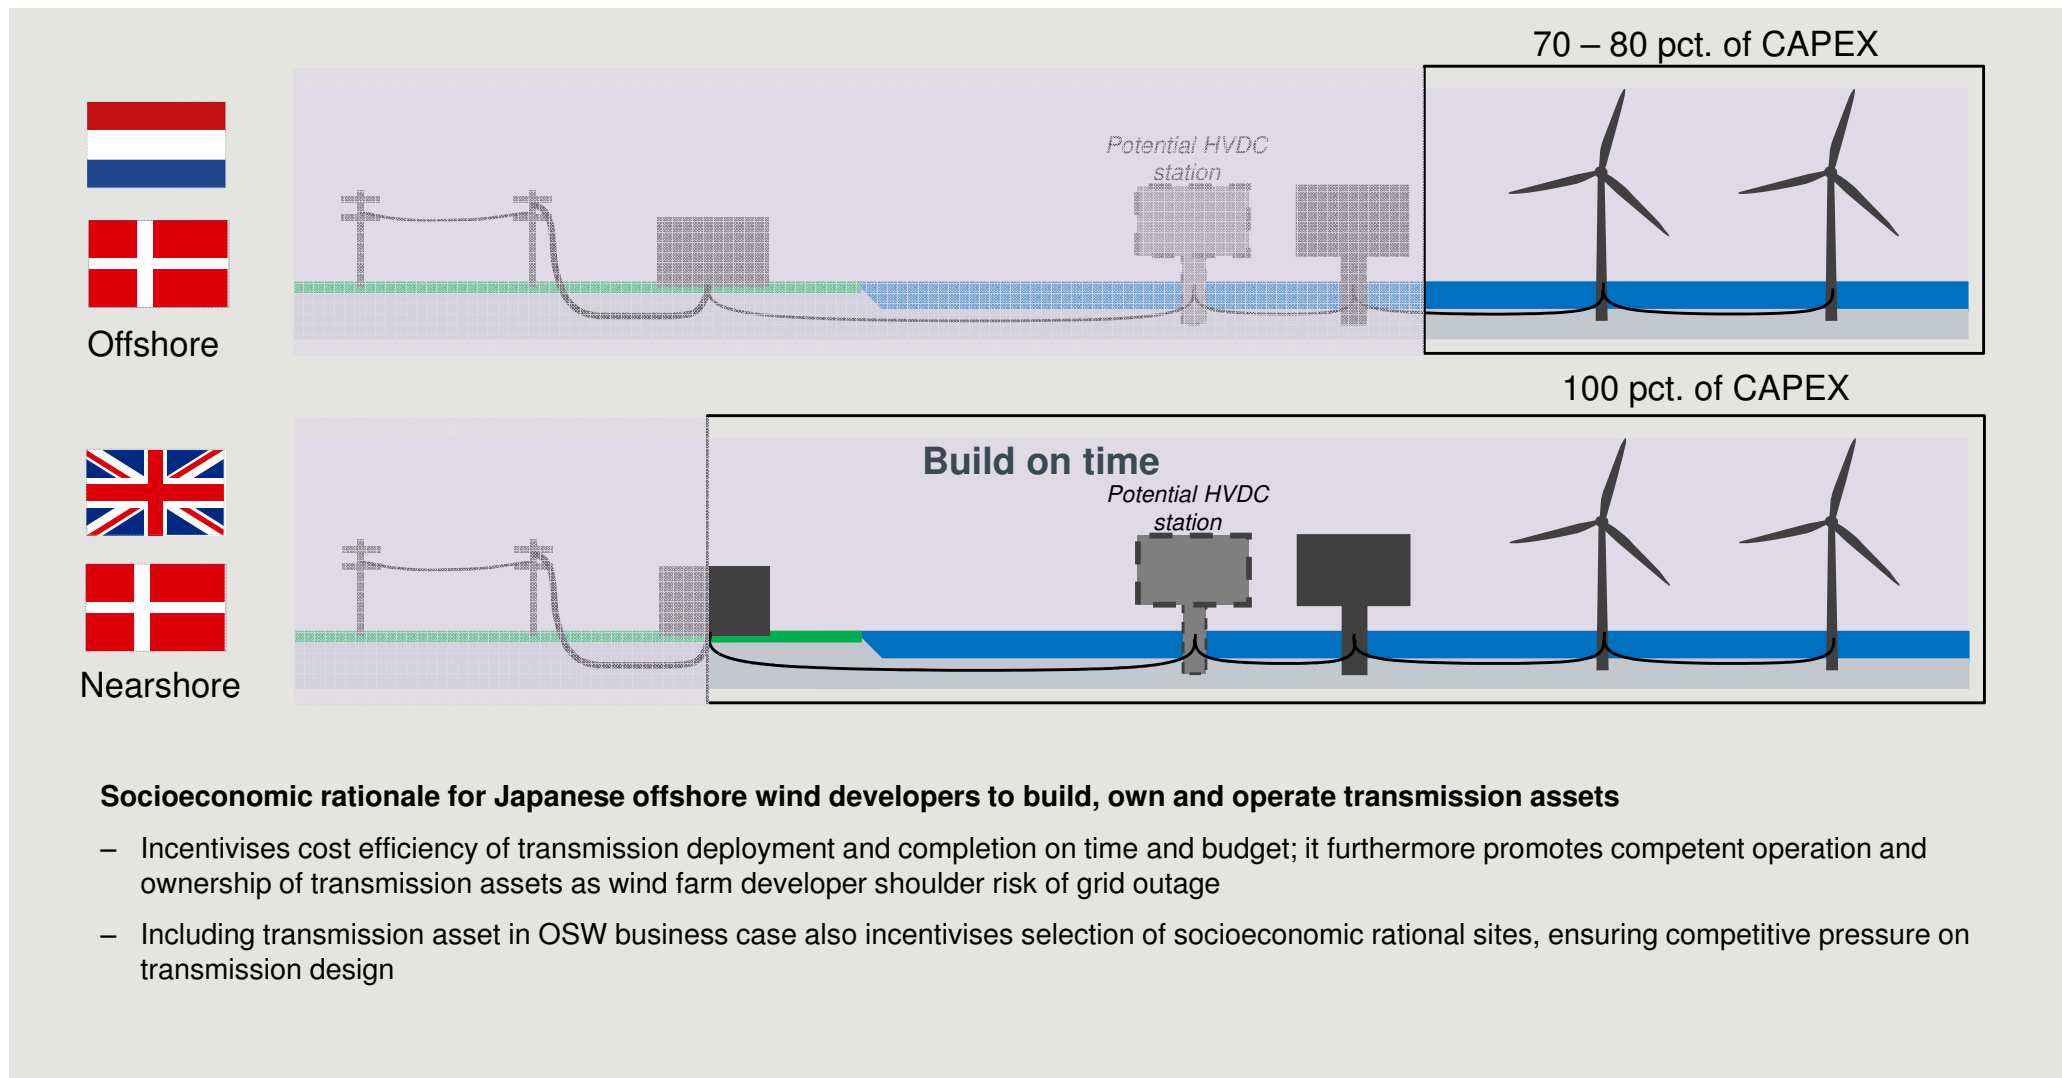 70 – 80 pct. of CAPEX
Potential HVDC
station
Offshore
100 pct. of CAPEX
Build on time
Potential HVDC
station
Nearshore
Socioeconomic rationale for Japanese offshore wind developers to build, own and operate transmission assets
– Incentivises cost efficiency of transmission deployment and completion on time and budget; it furthermore promotes competent operation and
ownership of transmission assets as wind farm developer shoulder risk of grid outage
– Including transmission asset in OSW business case also incentivises selection of socioeconomic rational sites, ensuring competitive pressure on
transmission design